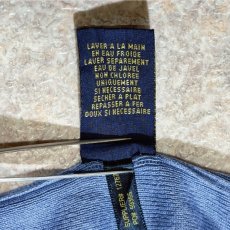 LAVER A LA MAIN
EN EAU FROIDE
LAVER SEPAREMENT
EAU DE JAVEL
NON CHLOREE
UNIQUEMENT
SI NECESSAIRE
SECHER A PLAT
REPASSER A FER
DOUX SI NECESSAIRE